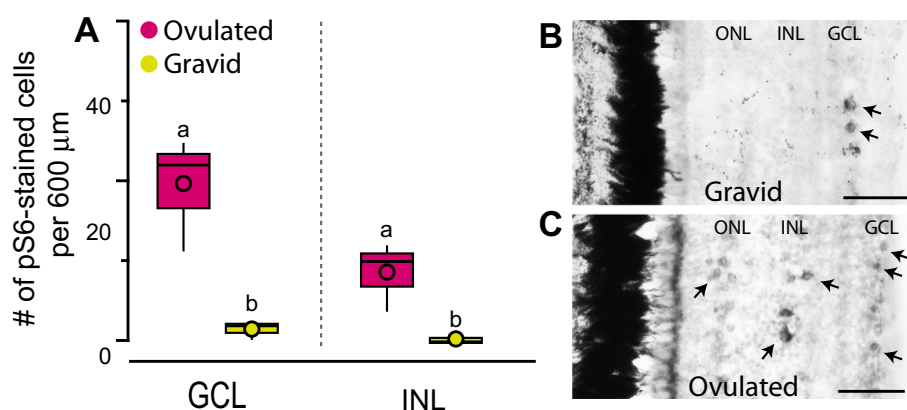 A
Ovulated
Gravid
# of pS6-stained cells
per 600 μm
40
20
0
a
b
a
b
GCL
INL
B
ONL INL GCL
Gravid
C
ONL INL GCL
Ovulated